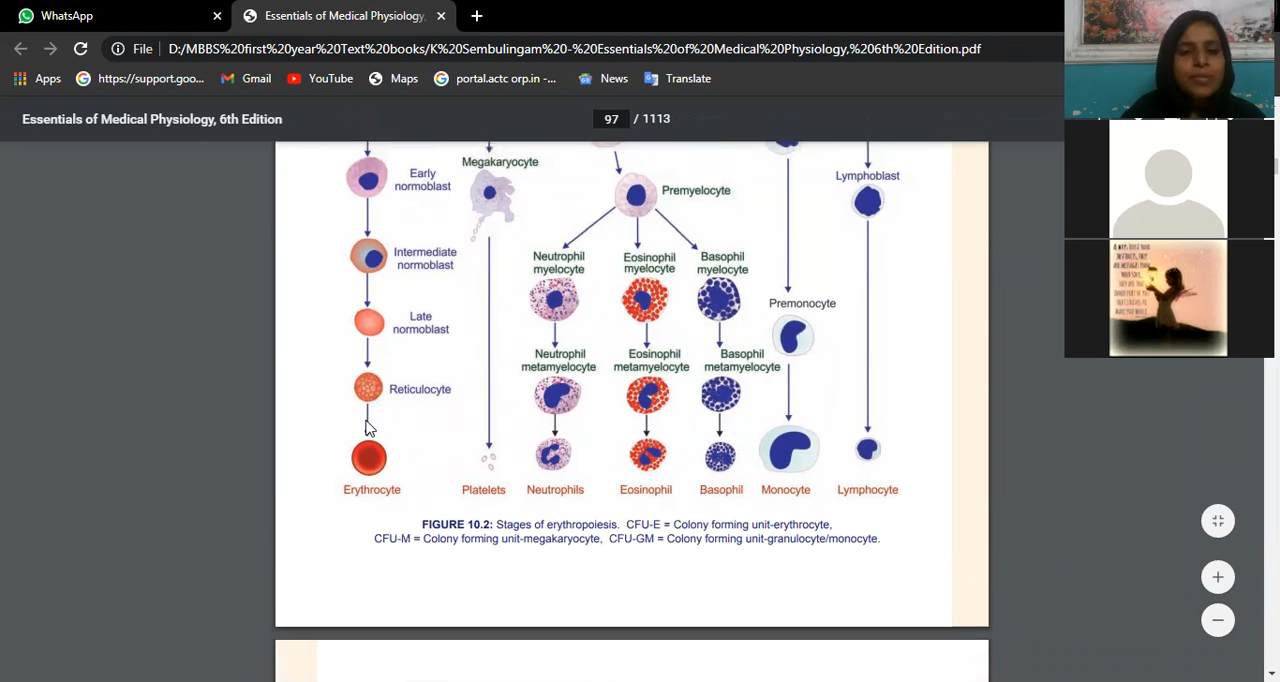 WhatsApp
Essentials of Medical Physiology,
File
D:/MBBS%20first%20year%20Text%20books/K%20Sembulingam%20-%20Essentials%20of%20Medical%20Physiology,%206th%20Edition.pdf
Apps
https://support.goo...
Gmail
YouTube
Maps
portal.actc orp.in -...
News
Translate
Essentials of Medical Physiology, 6th Edition
97 / 1113
Megakaryocyte
Early
normoblast
Premyelocyte
Lymphoblast
Intermediate
normoblast
Neutrophil
myelocyte
Eosinophil
myelocyte
Basophil
myelocyte
Premonocyte
Late
normoblast
Neutrophil
metamyelocyte
Eosinophil
metamyelocyte
Basophil
metamyelocyte
Reticulocyte
Erythrocyte
Platelets
Neutrophils
Eosinophil
Basophil
Monocyte
Lymphocyte
FIGURE 10.2: Stages of erythropoiesis. CFU-E = Colony forming unit-erythrocyte,
CFU-M = Colony forming unit-megakaryocyte, CFU-GM = Colony forming unit-granulocyte/monocyte.